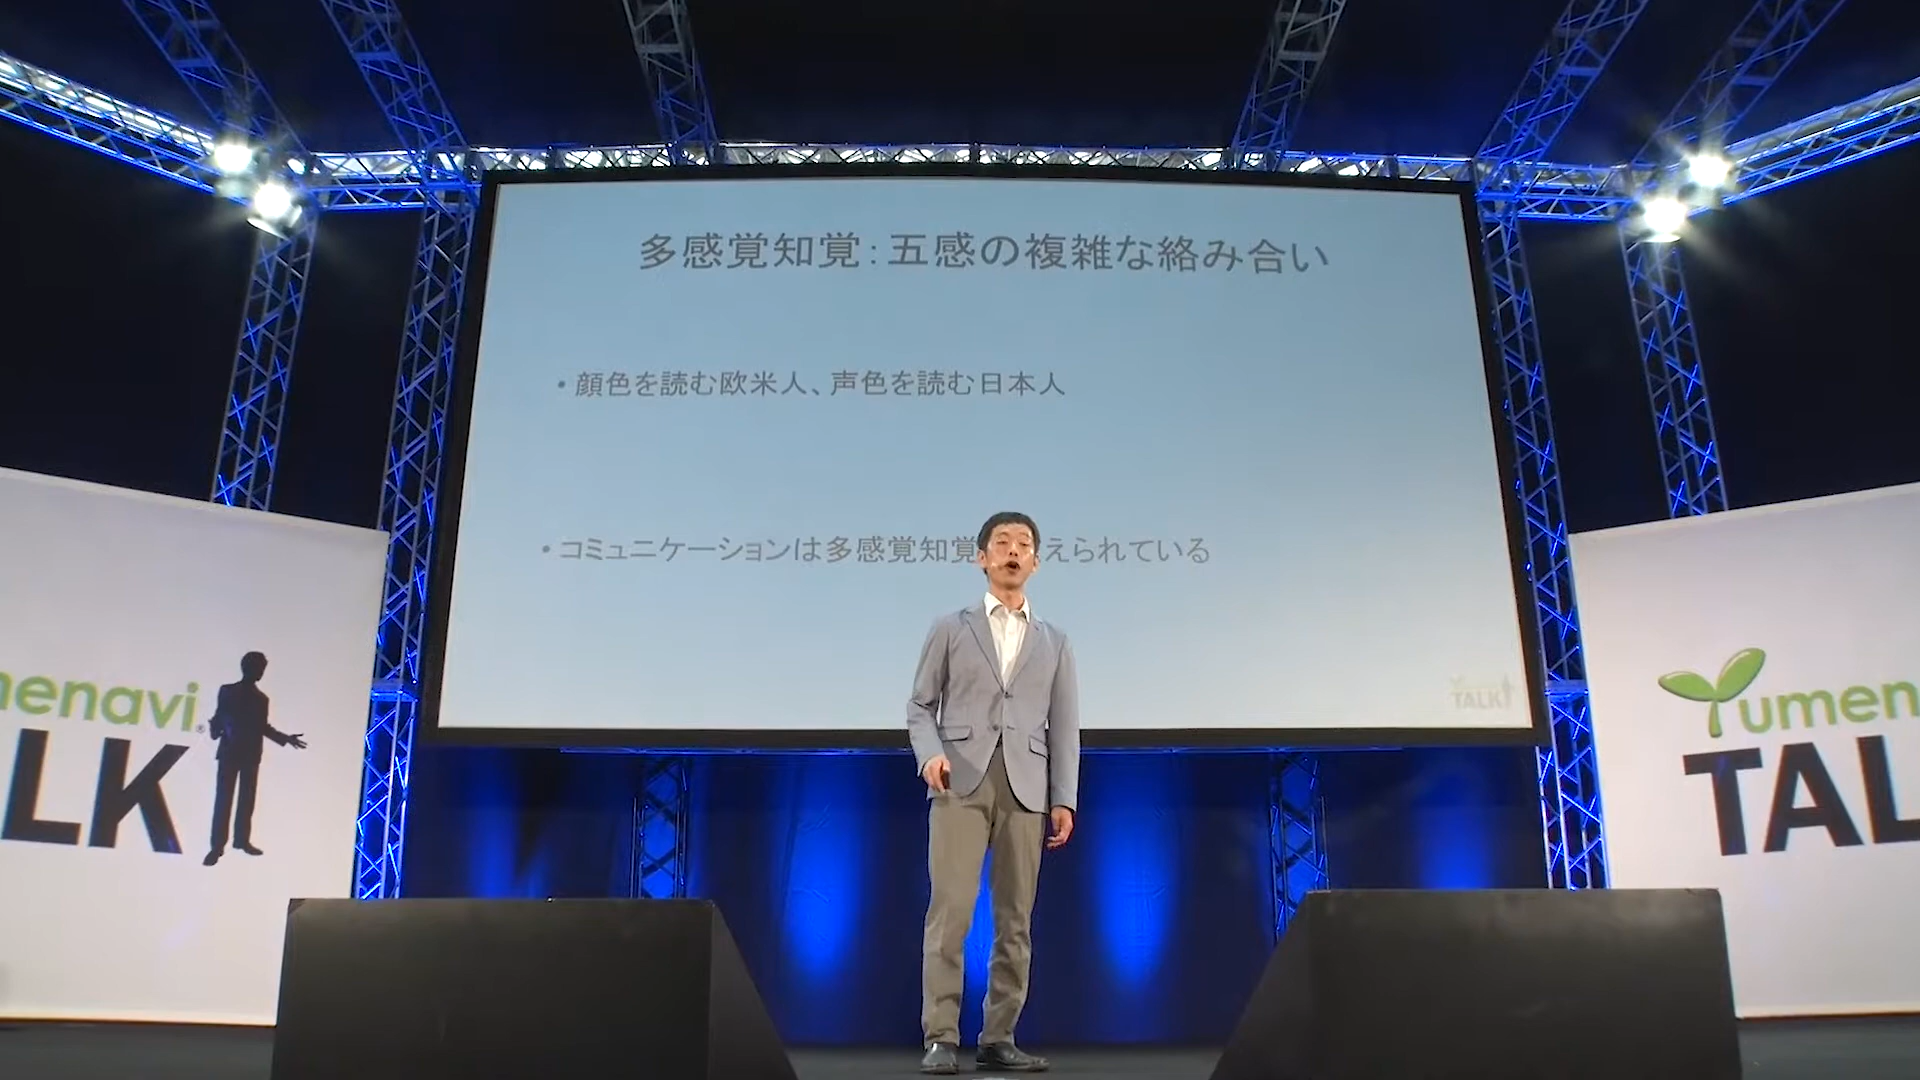 多感覚知覚：五感の複雑な絡み合い
• 顔色を読む欧米人、声色を読む日本人
• コミュニケーションは多感覚知覚 えられている
TALK
menavi
LK
Yumen
TAL